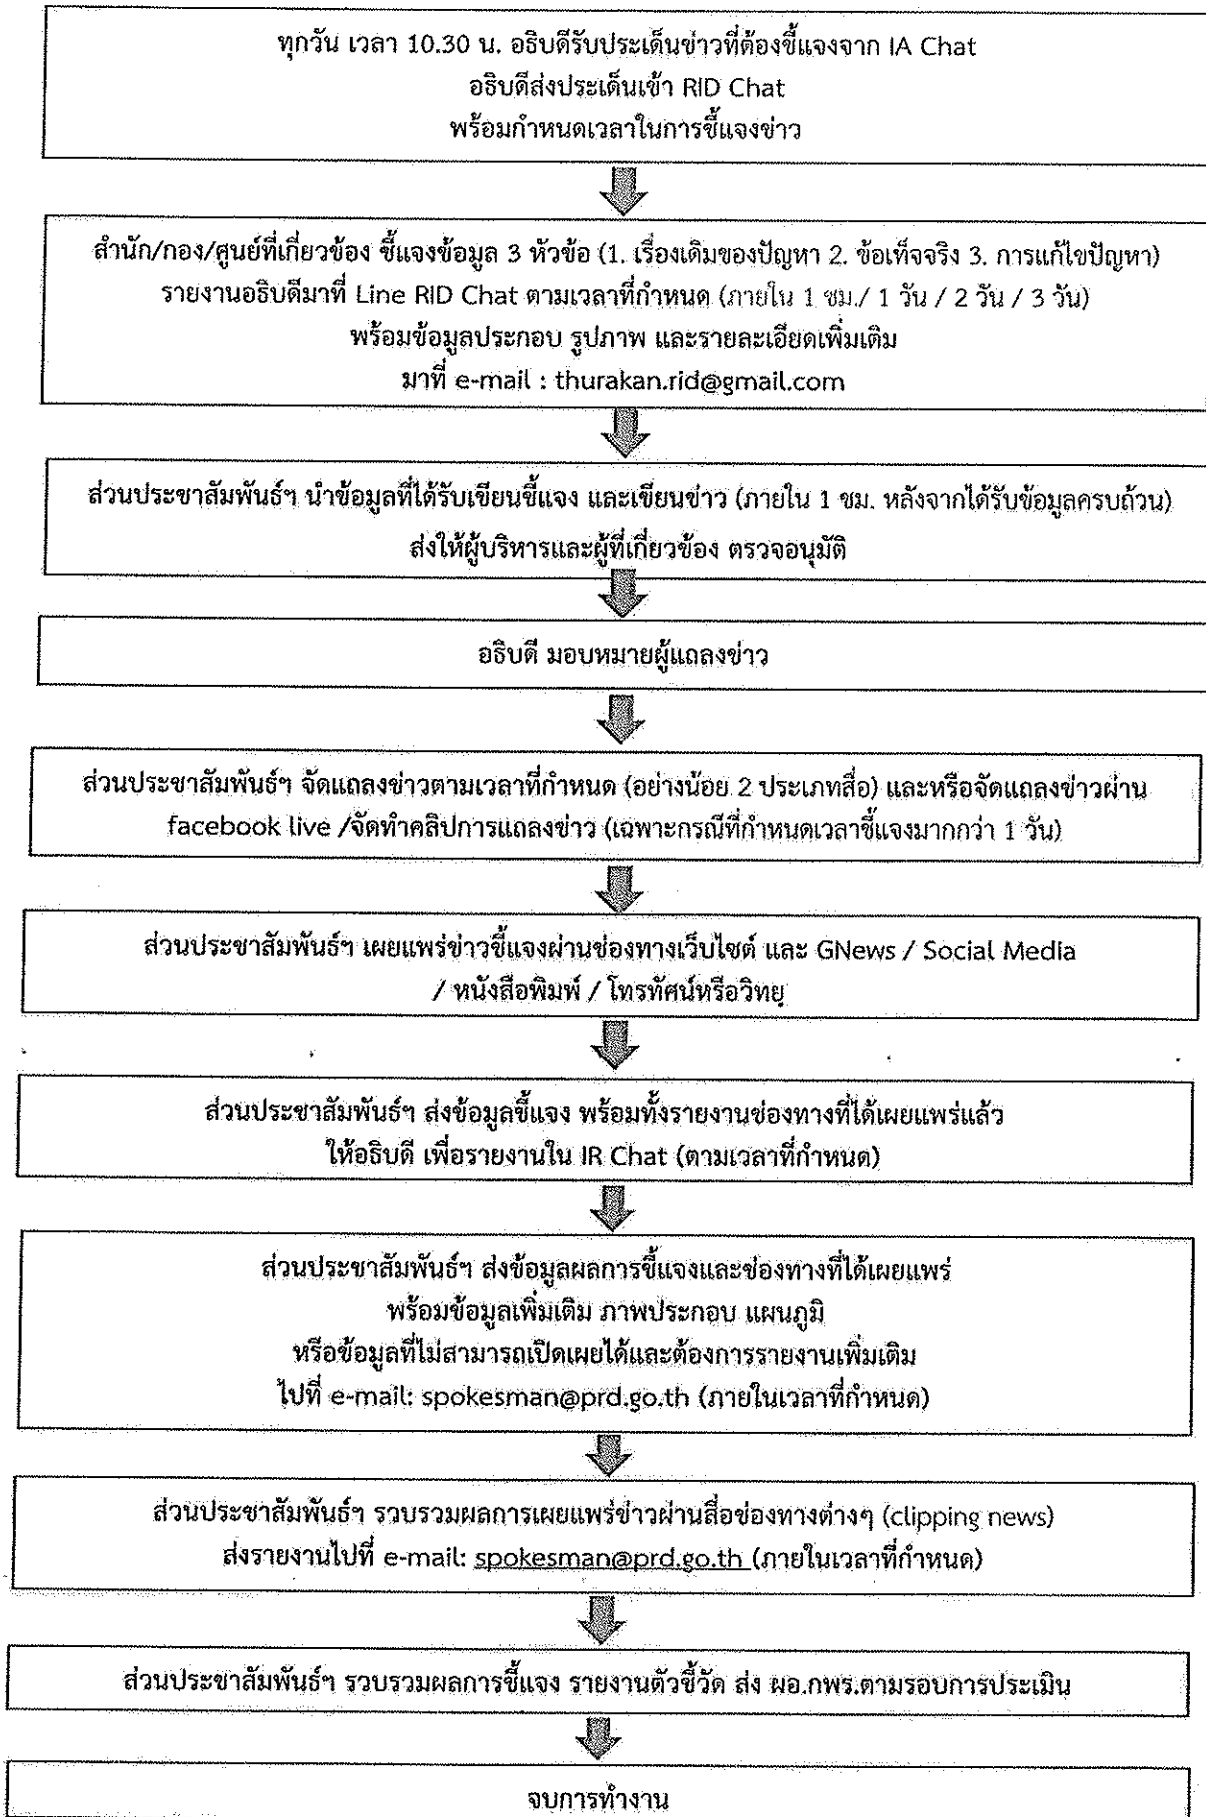 ทุกวัน เวลา 10.30 น. อธิบดีรับประเด็นข่าวที่ต้องชี้แจงจาก IA Chat
อธิบดีส่งประเด็นเข้า RID Chat
พร้อมกำหนดเวลาในการชี้แจงข่าว
สำนัก/กอง/ศูนย์ที่เกี่ยวข้อง ชี้แจงข้อมูล 3 หัวข้อ (1. เรื่องเดิมของปัญหา 2. ข้อเท็จจริง 3. การแก้ไขปัญหา)
รายงานอธิบดีมาที่ Line RID Chat ตามเวลาที่กำหนด (ภายใน 1 ชม./ 1 วัน / 2 วัน / 3 วัน)
พร้อมข้อมูลประกอบ รูปภาพ และรายละเอียดเพิ่มเติม
มาที่ e-mail : thurakan.rid@gmail.com
ส่วนประชาสัมพันธ์ฯ นำข้อมูลที่ได้รับเขียนชี้แจง และเขียนข่าว (ภายใน 1 ชม. หลังจากได้รับข้อมูลครบถ้วน)
ส่งให้ผู้บริหารและผู้ที่เกี่ยวข้อง ตรวจอนุมัติ
อธิบดี มอบหมายผู้แถลงข่าว
ส่วนประชาสัมพันธ์ฯ จัดแถลงข่าวตามเวลาที่กำหนด (อย่างน้อย 2 ประเภทสื่อ) และหรือจัดแถลงข่าวผ่าน
facebook live /จัดทำคลิปการแถลงข่าว (เฉพาะกรณีที่กำหนดเวลาชี้แจงมากกว่า 1 วัน)
ส่วนประชาสัมพันธ์ฯ เผยแพร่ข่าวชี้แจงผ่านช่องทางเว็บไซต์ และ GNews / Social Media
/ หนังสือพิมพ์ / โทรทัศน์หรือวิทยุ
ส่วนประชาสัมพันธ์ฯ ส่งข้อมูลชี้แจง พร้อมทั้งรายงานช่องทางที่ได้เผยแพร่แล้ว
ให้อธิบดี เพื่อรายงานใน IR Chat (ตามเวลาที่กำหนด)
ส่วนประชาสัมพันธ์ฯ ส่งข้อมูลผลการชี้แจงและช่องทางที่ได้เผยแพร่
พร้อมข้อมูลเพิ่มเติม ภาพประกอบ แผนภูมิ
หรือข้อมูลที่ไม่สามารถเปิดเผยได้และต้องการรายงานเพิ่มเติม
ไปที่ e-mail: spokesman@prd.go.th (ภายในเวลาที่กำหนด)
ส่วนประชาสัมพันธ์ฯ รวบรวมผลการเผยแพร่ข่าวผ่านสื่อช่องทางต่างๆ (clipping news)
ส่งรายงานไปที่ e-mail: spokesman@prd.go.th (ภายในเวลาที่กำหนด)
ส่วนประชาสัมพันธ์ฯ รวบรวมผลการชี้แจง รายงานตัวชี้วัด ส่ง ผอ.กพร.ตามรอบการประเมิน
จบการทำงาน